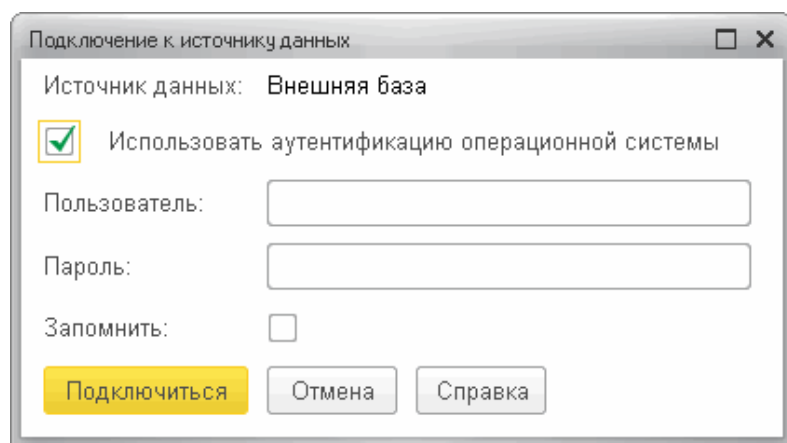 Подключение к источнику данных
Источник данных: Внешняя база
Использовать аутентификацию операционной системы
Пользователь:
Пароль:
Запомнить:
Подключиться Отмена Справка